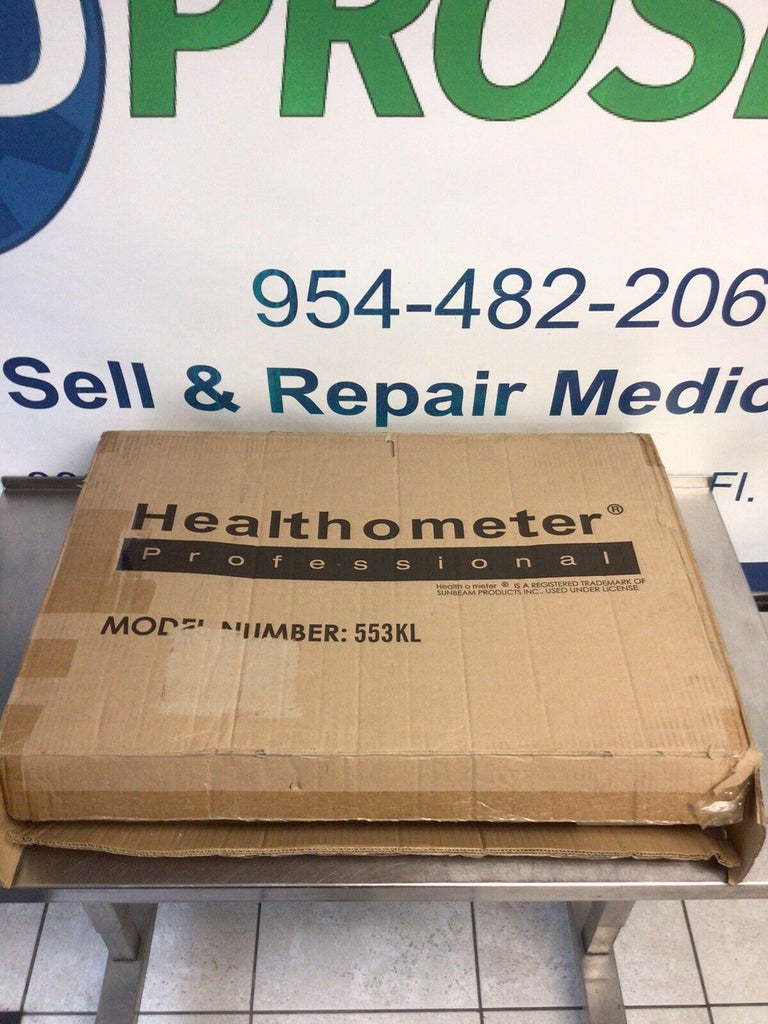 PROS
954-482-206
Sell & Repair Medic
Fl.
Healthometer®
Professional
Health o meter ® IS A REGISTERED TRADEMARK OF
SUNBEAM PRODUCTS INC., USED UNDER LICENSE
MODEL NUMBER: 553KL